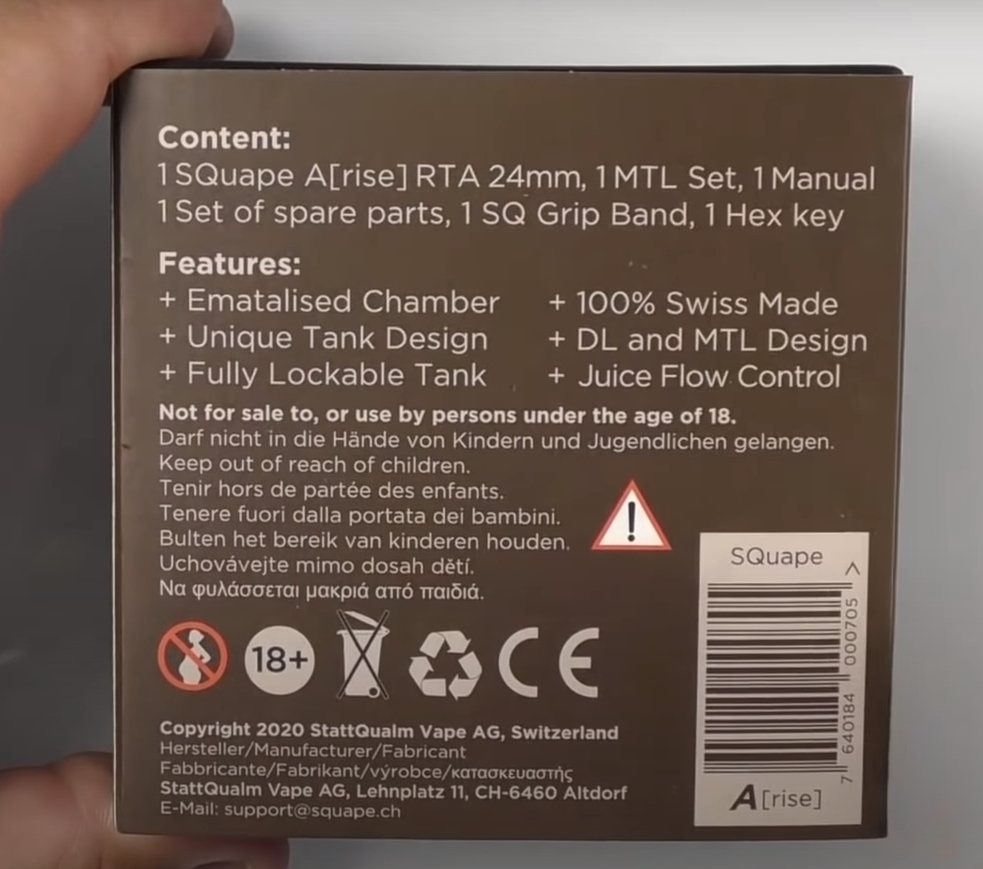 Content:
1 SQuape A[rise] RTA 24mm, 1 MTL Set, 1 Manual
1 Set of spare parts, 1 SQ Grip Band, 1 Hex key
Features:
+ Ematalised Chamber
+ Unique Tank Design
+ Fully Lockable Tank
+ 100% Swiss Made
+ DL and MTL Design
+ Juice Flow Control
Not for sale to, or use by persons under the age of 18.
Darf nicht in die Hände von Kindern und Jugendlichen gelangen.
Keep out of reach of children.
Tenir hors de partée des enfants.
Tenere fuori dalla portata dei bambini.
Bulten het bereik van kinderen houden.
Uchovávejte mimo dosah dětí.
Να φυλάσσεται μακριά από παιδιά.
!
18+
CE
Copyright 2020 StattQualm Vape AG, Switzerland
Hersteller/Manufacturer/Fabricant
Fabbricante/Fabrikant/výrobce/κατασκευαστής
StattQualm Vape AG, Lehnplatz 11, CH-6460 Altdorf
E-Mail: support@squape.ch
SQuape
7 640184 000705 >
A[rise]